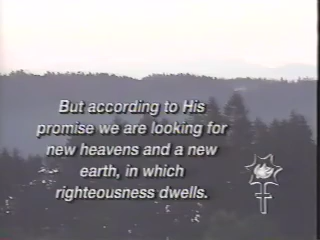 But according to His
promise we are looking for
new heavens and a new
earth, in which
righteousness dwells.